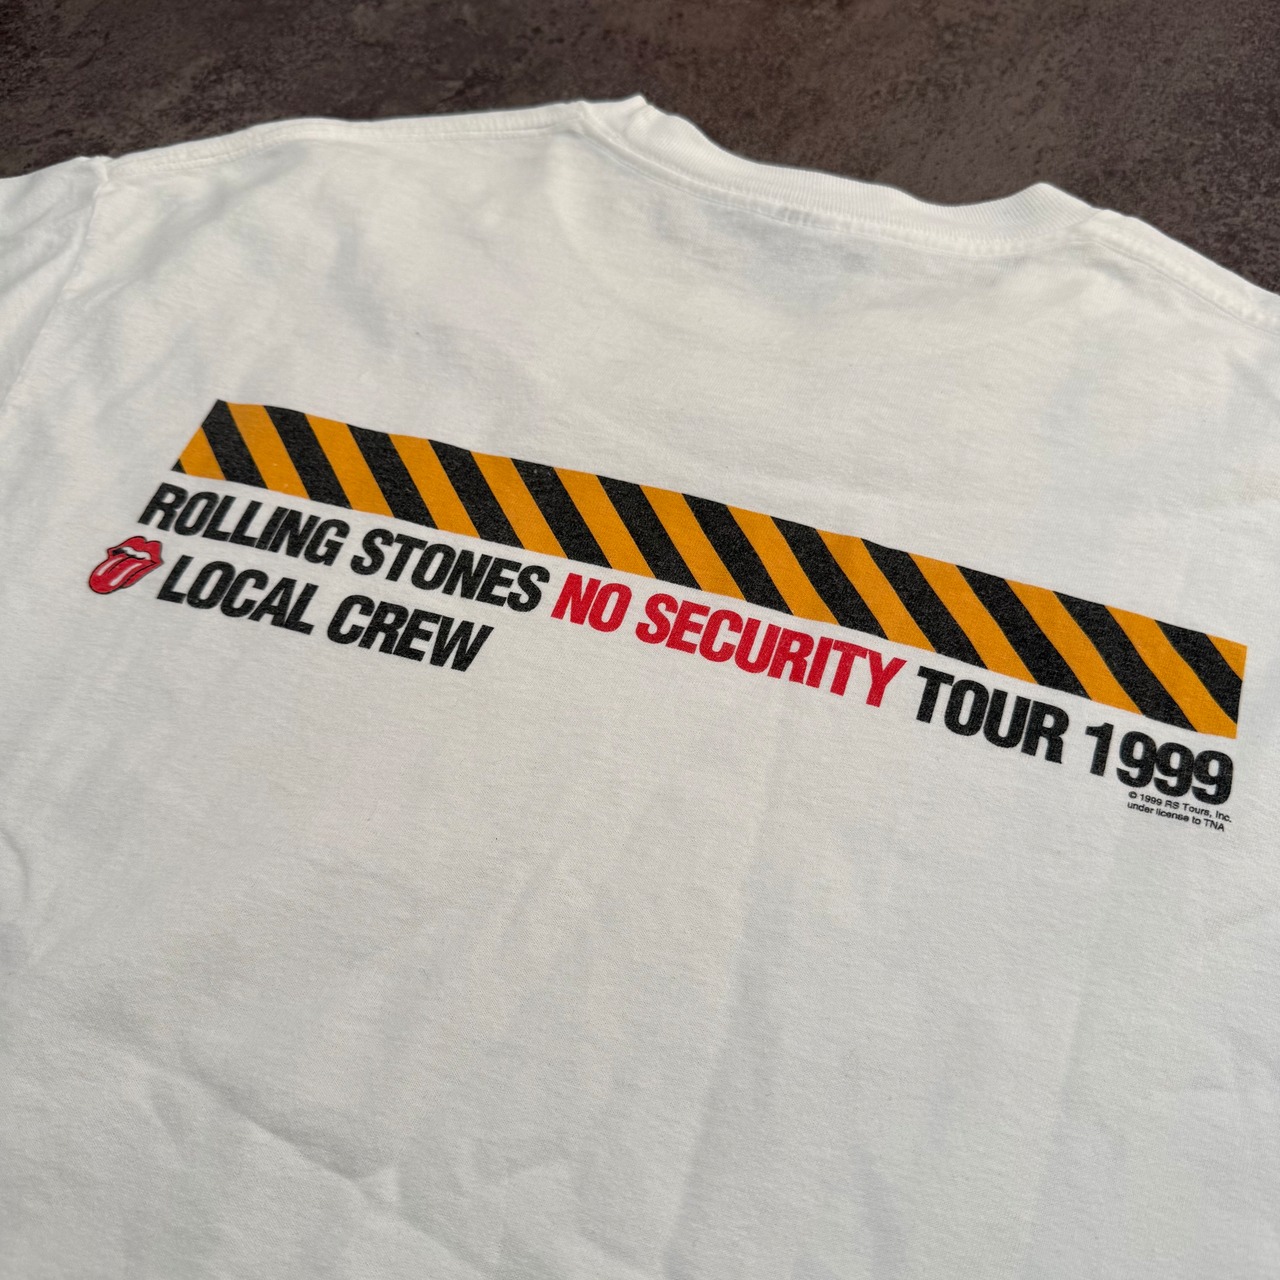 ROLLING STONES NO SECURITY TOUR 1999
LOCAL CREW
© 1999 RS Tours, Inc.
under license to TNA